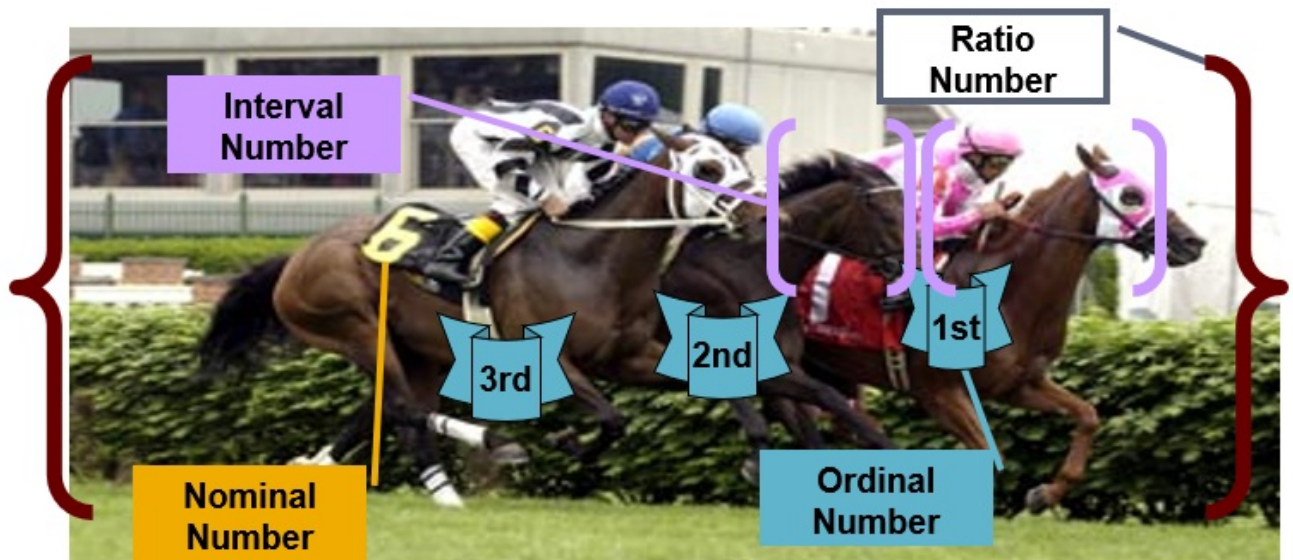 Ratio
Number
Interval
Number
6
1st
2nd
3rd
Ordinal
Number
Nominal
Number